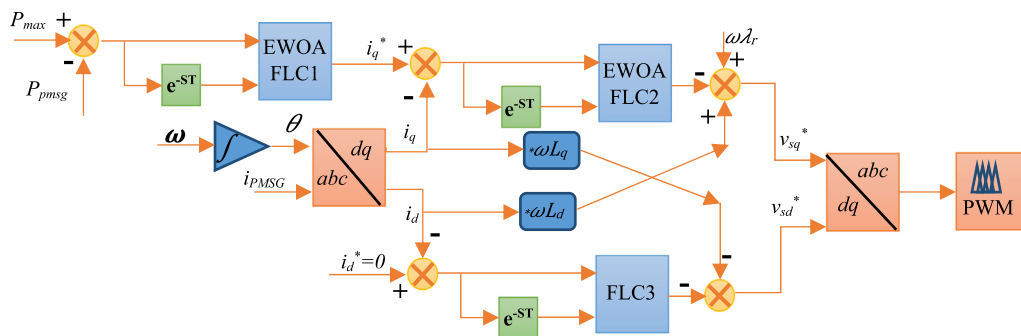 P_max
+
-
P_pmsg
e^-ST
EWOA
FLC1
i_q*
+
-
e^-ST
EWOA
FLC2
ωλ_r
-
+
+
ω
∫
θ
i_PMSG
dq
abc
i_q
i_d
*ωL_q
*ωL_d
v_sq*
v_sd*
abc
dq
PWM
-
i_d*=0
+
e^-ST
FLC3
-
-